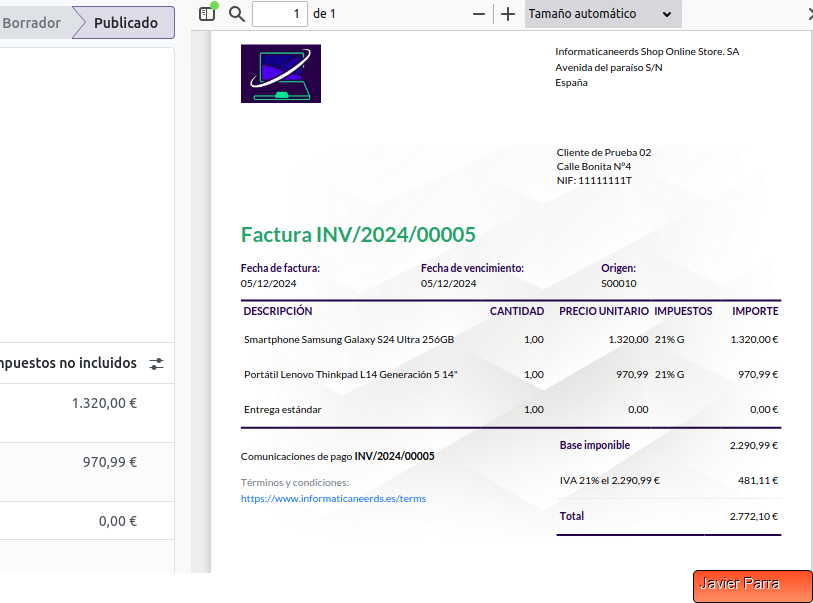 Borrador
Publicado
1 de 1
Tamaño automático
Informaticaneerds Shop Online Store. SA
Avenida del paraíso S/N
España
Cliente de Prueba 02
Calle Bonita Nº4
NIF: 11111111T
Factura INV/2024/00005
Fecha de factura: Fecha de vencimiento: Origen:
05/12/2024 05/12/2024 S00010
DESCRIPCIÓN CANTIDAD PRECIO UNITARIO IMPUESTOS IMPORTE
Smartphone Samsung Galaxy S24 Ultra 256GB 1,00 1.320,00 21% G 1.320,00 €
Portátil Lenovo Thinkpad L14 Generación 5 14" 1,00 970,99 21% G 970,99 €
Entrega estándar 1,00 0,00 0,00 €
Base imponible 2.290,99 €
Comunicaciones de pago INV/2024/00005
IVA 21% el 2.290,99 € 481,11 €
Términos y condiciones:
https://www.informaticaneerds.es/terms
Total 2.772,10 €
npuestos no incluidos
1.320,00 €
970,99 €
0,00 €
Javier Parra